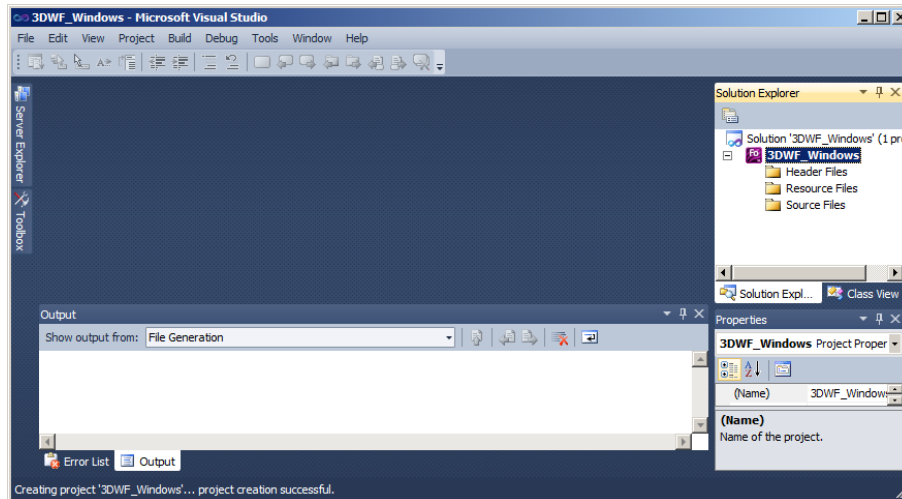 3DWF_Windows - Microsoft Visual Studio
File Edit View Project Build Debug Tools Window Help
Server Explorer
Toolbox
Solution Explorer
Solution '3DWF_Windows' (1 pr
Fo 3DWF_Windows
Header Files
Resource Files
Source Files
Solution Expl... Class View
Output
Show output from: File Generation
Error List Output
Properties
3DWF_Windows Project Proper
(Name) 3DWF_Window
(Name)
Name of the project.
Creating project '3DWF_Windows'... project creation successful.